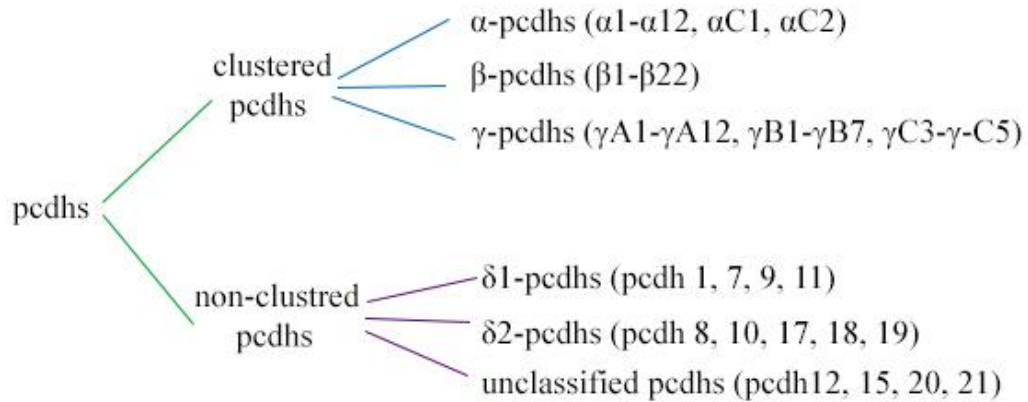 pcdhs
clustered
pcdhs
α-pcdhs (α1-α12, αC1, αC2)
β-pcdhs (β1-β22)
γ-pcdhs (γA1-γA12, γB1-γB7, γC3-γ-C5)
non-clustred
pcdhs
δ1-pcdhs (pcdh 1, 7, 9, 11)
δ2-pcdhs (pcdh 8, 10, 17, 18, 19)
unclassified pcdhs (pcdh12, 15, 20, 21)